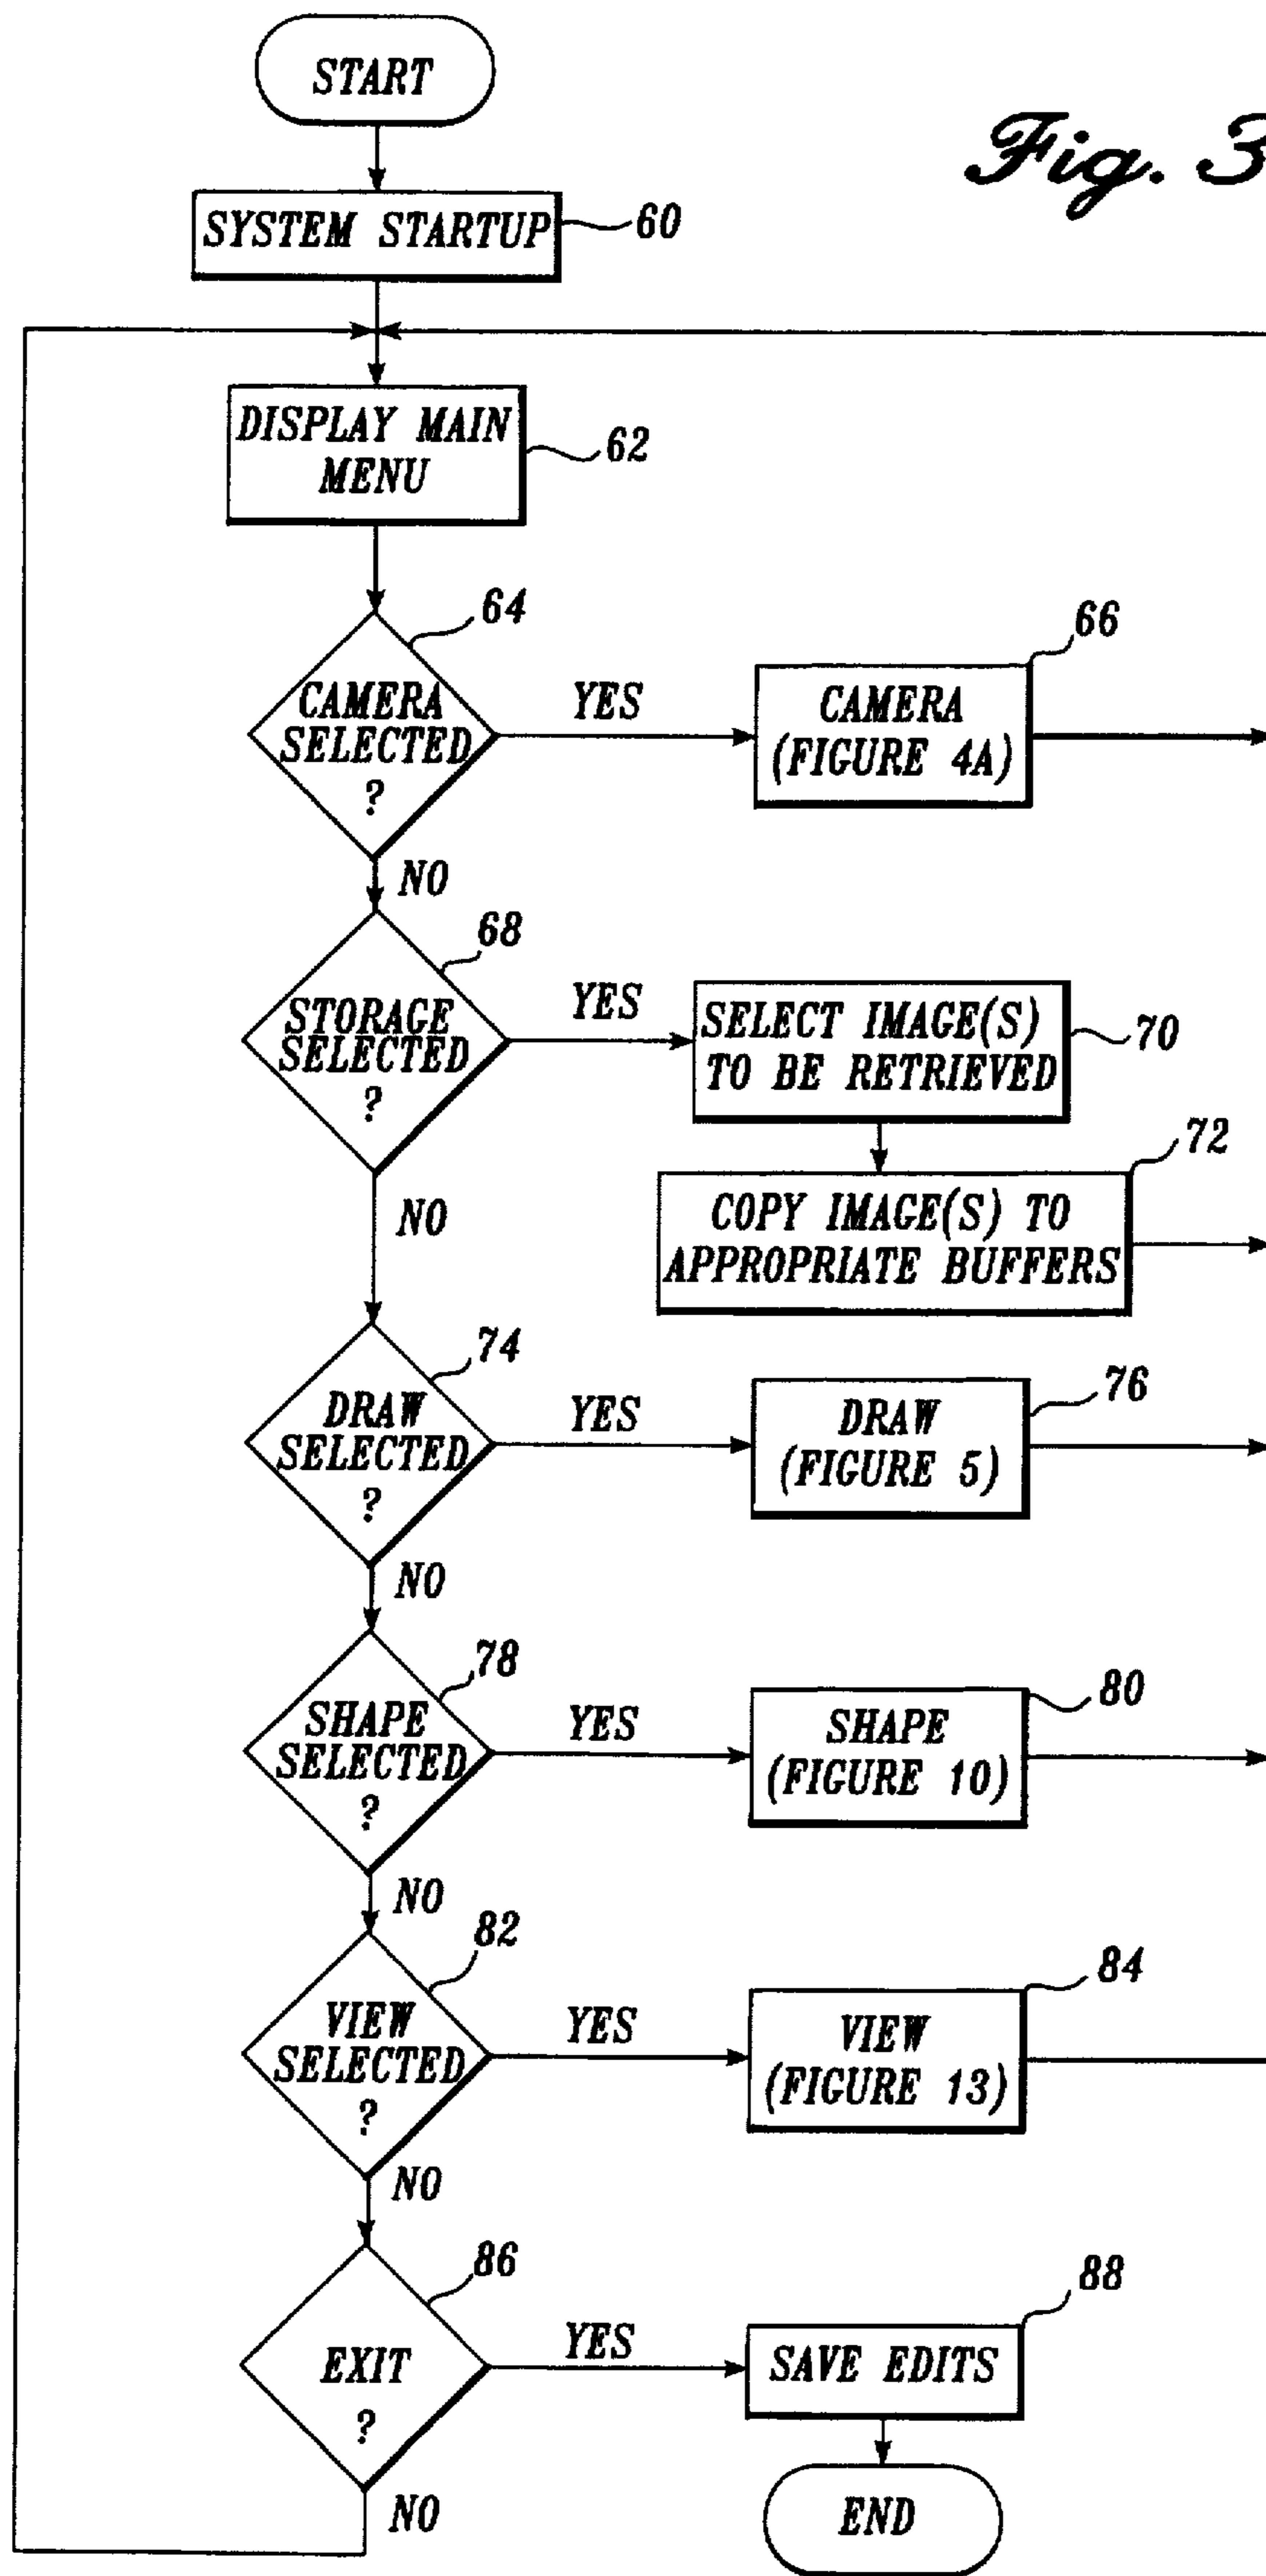 START
Fig. 3
SYSTEM STARTUP
60
DISPLAY MAIN
MENU
62
64
CAMERA
SELECTED
?
YES
66
CAMERA
(FIGURE 4A)
NO
68
STORAGE
SELECTED
?
YES
SELECT IMAGE(S)
TO BE RETRIEVED
70
72
COPY IMAGE(S) TO
APPROPRIATE BUFFERS
NO
74
DRAW
SELECTED
?
YES
76
DRAW
(FIGURE 5)
NO
78
SHAPE
SELECTED
?
YES
80
SHAPE
(FIGURE 10)
NO
82
VIEW
SELECTED
?
YES
84
VIEW
(FIGURE 13)
NO
86
EXIT
?
YES
88
SAVE EDITS
NO
END